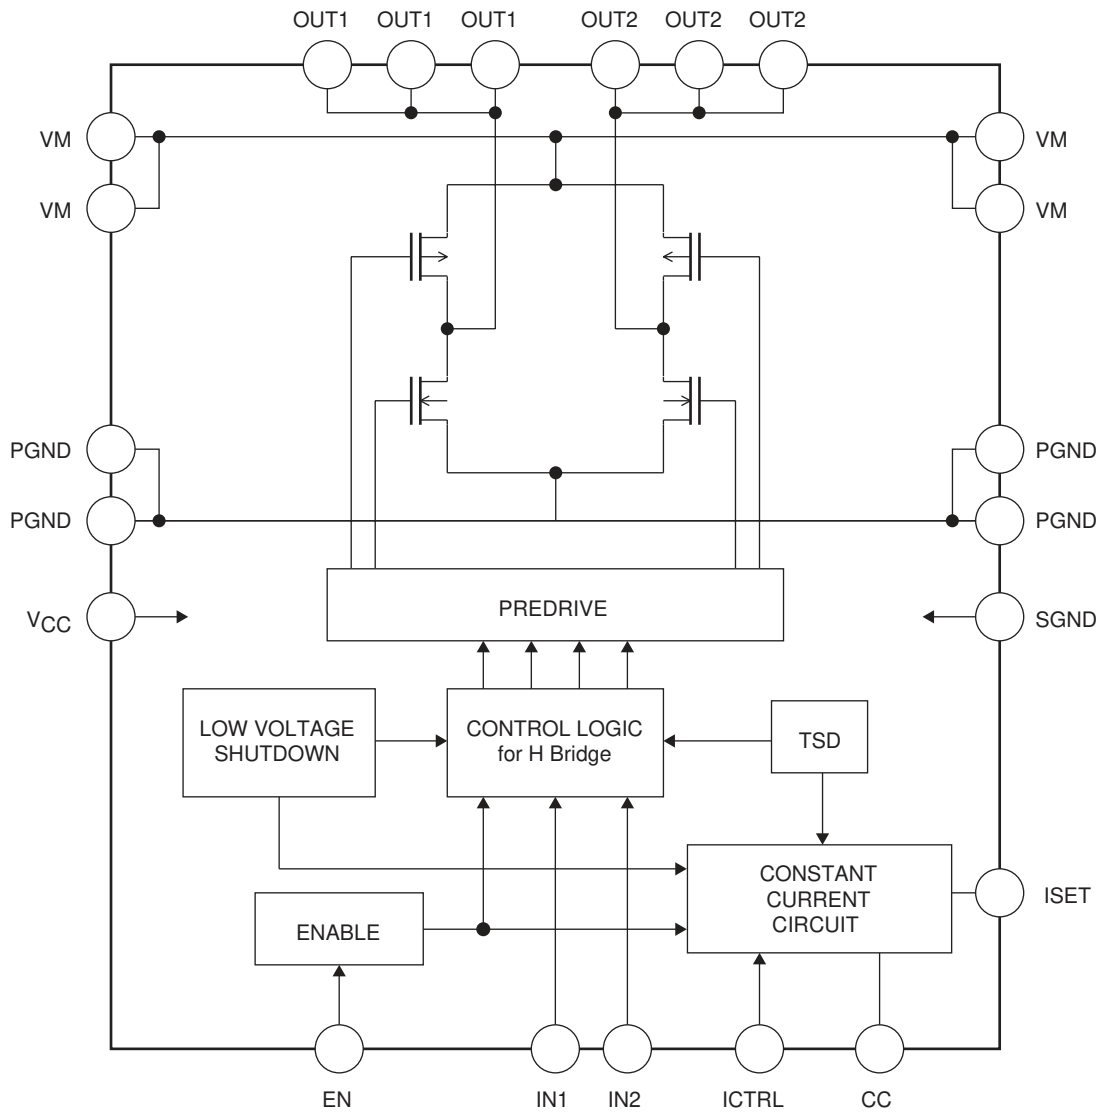 OUT1 OUT1 OUT1 OUT2 OUT2 OUT2
VM VM
VM VM
PGND PGND
PGND PGND
PREDRIVE
VCC SGND
LOW VOLTAGE
SHUTDOWN
CONTROL LOGIC
for H Bridge
TSD
CONSTANT
CURRENT
CIRCUIT
ISET
ENABLE
EN IN1 IN2 ICTRL CC